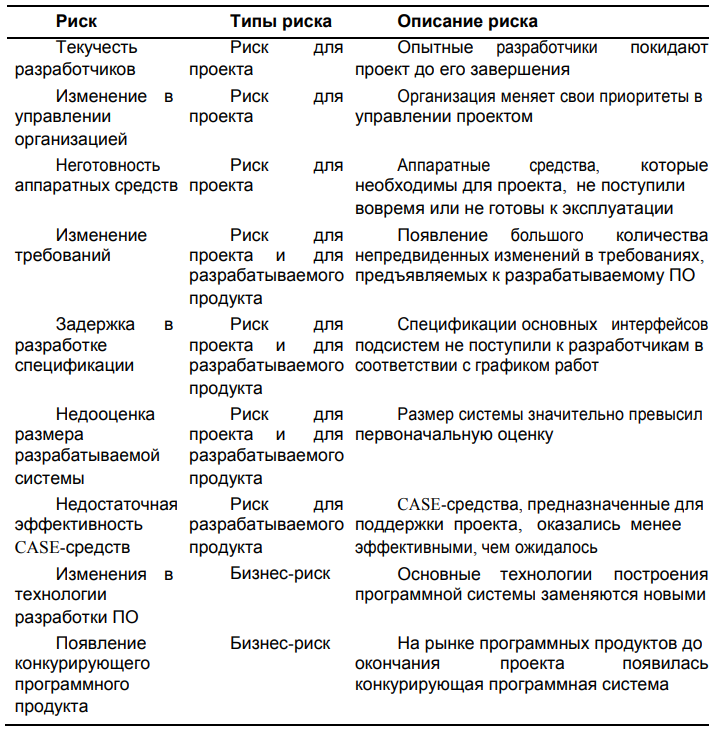 Риск Типы риска Описание риска
Текучесть разработчиков Риск для проекта Опытные разработчики покидают проект до его завершения
Изменение в управлении организацией Риск для проекта Организация меняет свои приоритеты в управлении проектом
Неготовность аппаратных средств Риск для проекта Аппаратные средства, которые необходимы для проекта, не поступили вовремя или не готовы к эксплуатации
Изменение требований Риск для проекта и для разрабатываемого продукта Появление большого количества непредвиденных изменений в требованиях, предъявляемых к разрабатываемому ПО
Задержка в разработке спецификации Риск для проекта и для разрабатываемого продукта Спецификации основных интерфейсов подсистем не поступили к разработчикам в соответствии с графиком работ
Недооценка размера разрабатываемой системы Риск для проекта и для разрабатываемого продукта Размер системы значительно превысил первоначальную оценку
Недостаточная эффективность CASE-средств Риск для разрабатываемого продукта CASE-средства, предназначенные для поддержки проекта, оказались менее эффективными, чем ожидалось
Изменения в технологии разработки ПО Бизнес-риск Основные технологии построения программной системы заменяются новыми
Появление конкурирующего программного продукта Бизнес-риск На рынке программных продуктов до окончания проекта появилась конкурирующая программная система